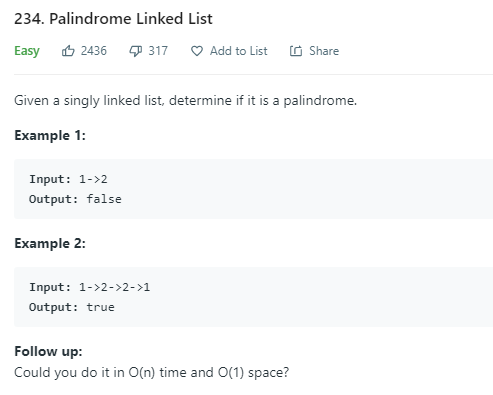 234. Palindrome Linked List
Easy 2436 317 Add to List Share
Given a singly linked list, determine if it is a palindrome.
Example 1:
Input: 1->2
Output: false
Example 2:
Input: 1->2->2->1
Output: true
Follow up:
Could you do it in O(n) time and O(1) space?